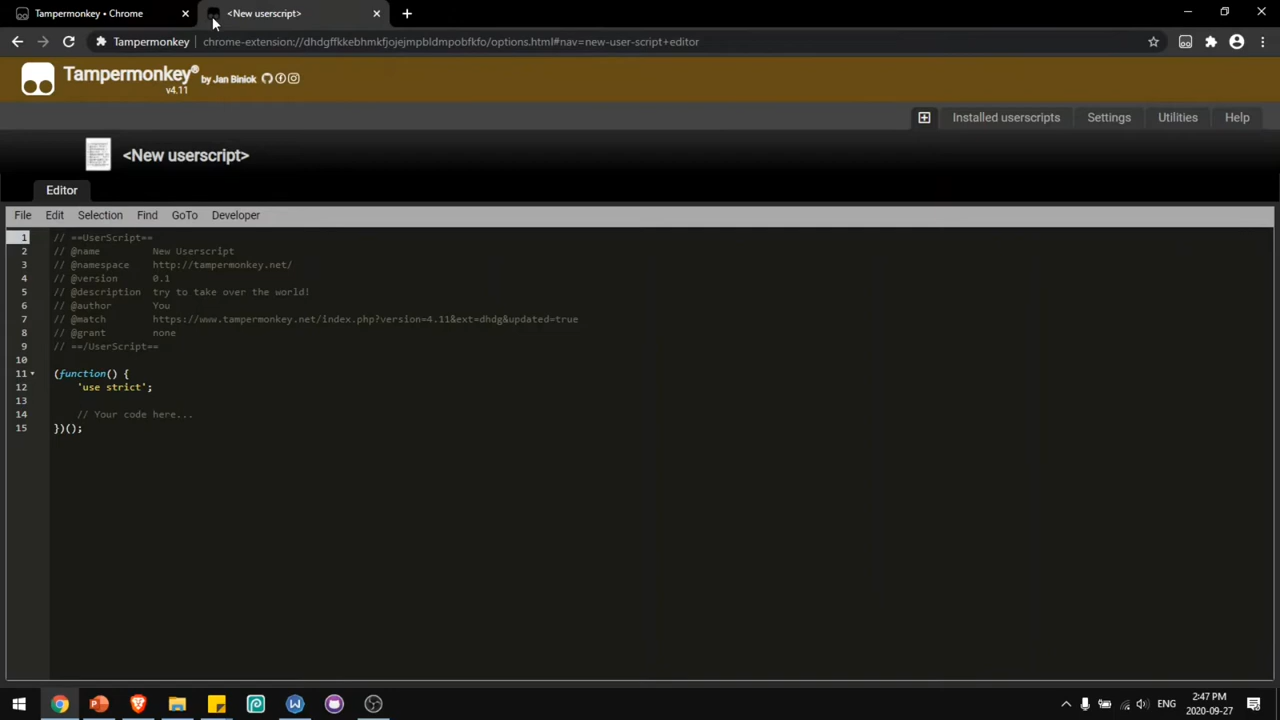 Tampermonkey • Chrome
<New userscript>
Tampermonkey
chrome-extension://dhdgffkkebhmkfjojejmpbldmpobfkfo/options.html#nav=new-user-script+editor
Tampermonkey® by Jan Biniok
v4.11
Installed userscripts
Settings
Utilities
Help
<New userscript>
Editor
File Edit Selection Find GoTo Developer
1 // ==UserScript==
2 // @name New Userscript
3 // @namespace http://tampermonkey.net/
4 // @version 0.1
5 // @description try to take over the world!
6 // @author You
7 // @match https://www.tampermonkey.net/index.php?version=4.11&ext=dhdg&updated=true
8 // @grant none
9 // ==/UserScript==
10
11 (function() {
12 'use strict';
13
14 // Your code here...
15 })();
ENG
2:47 PM
2020-09-27